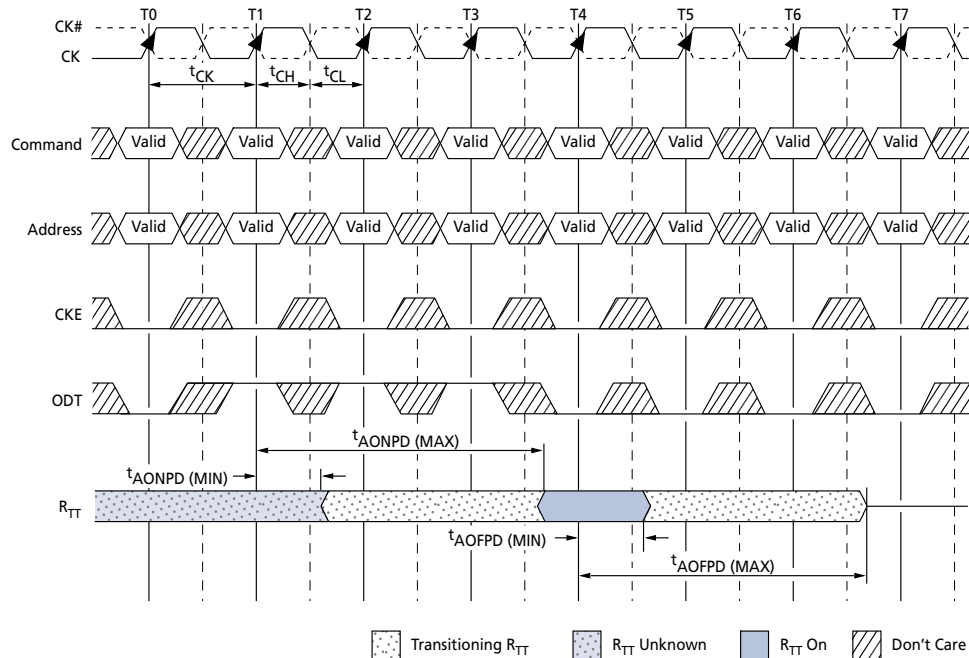 T0 T1 T2 T3 T4 T5 T6 T7
CK#
CK
tCK tCH tCL
Command Valid Valid Valid Valid Valid Valid Valid Valid
Address Valid Valid Valid Valid Valid Valid Valid Valid
CKE
ODT
tAONPD (MAX)
tAONPD (MIN)
RTT
tAOFPD (MIN)
tAOFPD (MAX)
Transitioning RTT RTT Unknown RTT On Don't Care